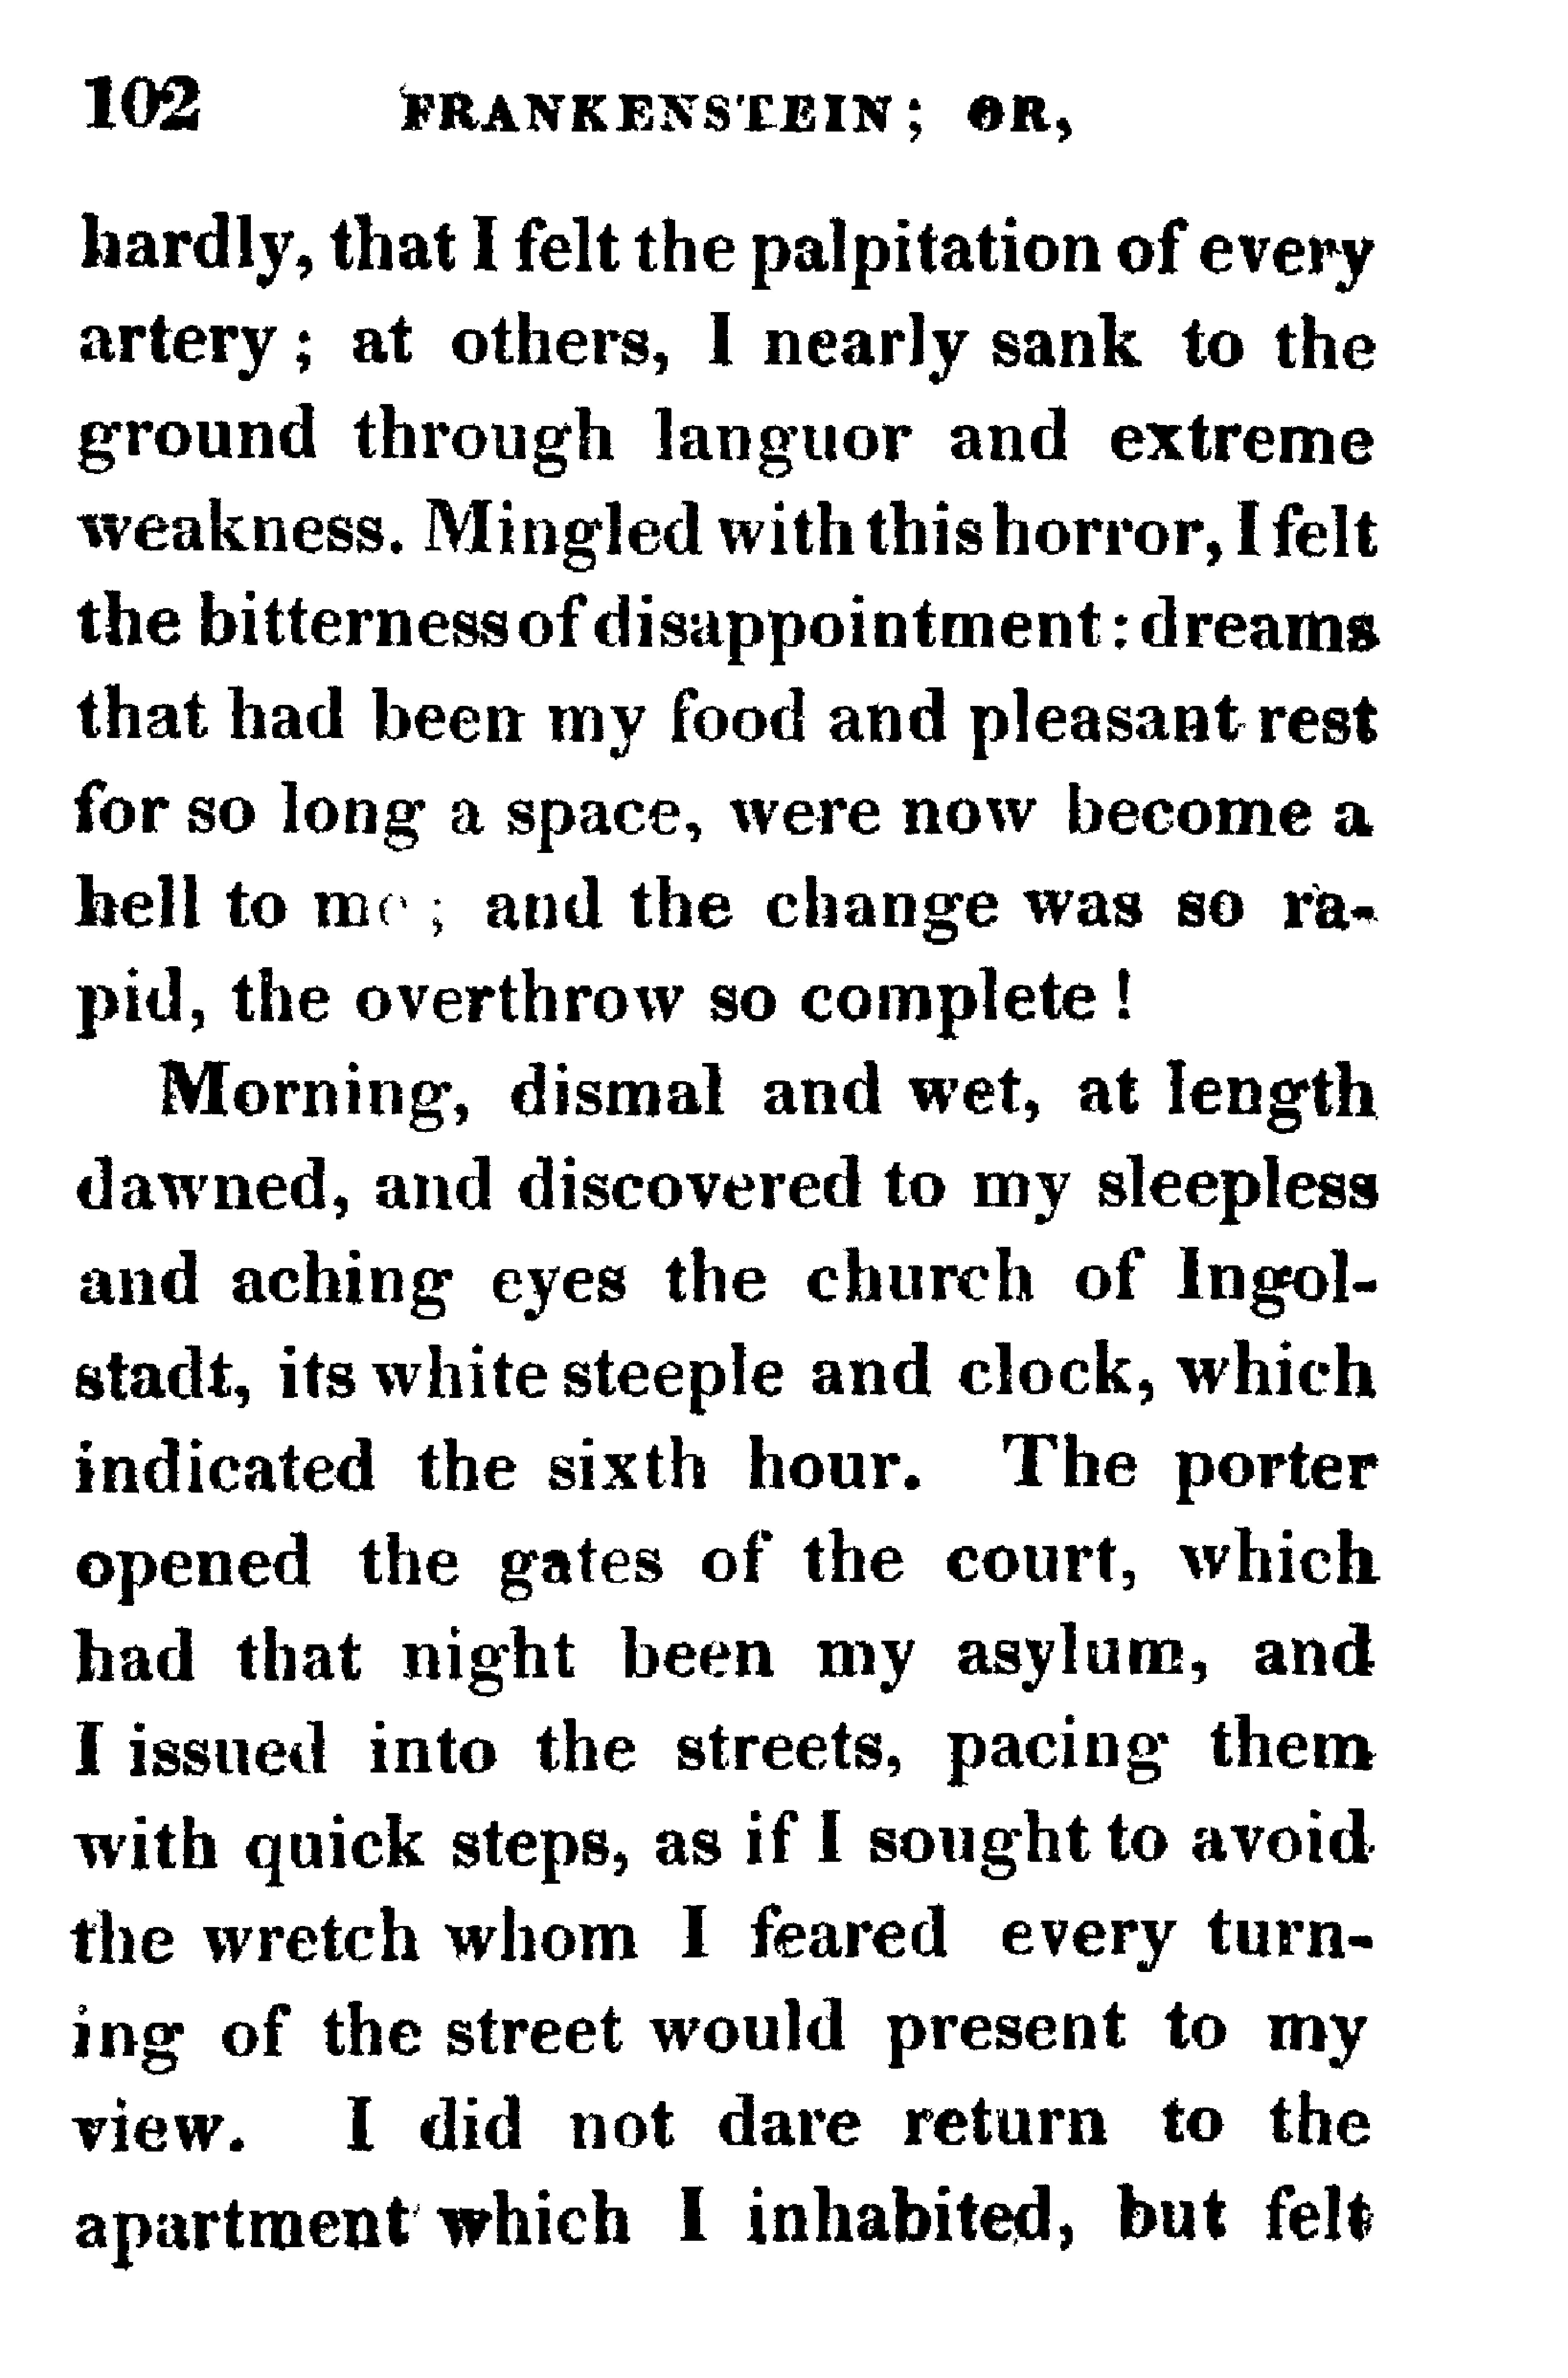 102 FRANKENSTEIN; OR,
hardly, that I felt the palpitation of every
artery; at others, I nearly sank to the
ground through languor and extreme
weakness. Mingled with this horror, I felt
the bitterness of disappointment: dreams
that had been my food and pleasant rest
for so long a space, were now become a
hell to me; and the change was so ra-
pid, the overthrow so complete!
Morning, dismal and wet, at length
dawned, and discovered to my sleepless
and aching eyes the church of Ingol-
stadt, its white steeple and clock, which
indicated the sixth hour. The porter
opened the gates of the court, which
had that night been my asylum, and
I issued into the streets, pacing them
with quick steps, as if I sought to avoid
the wretch whom I feared every turn-
ing of the street would present to my
view. I did not dare return to the
apartment which I inhabited, but felt